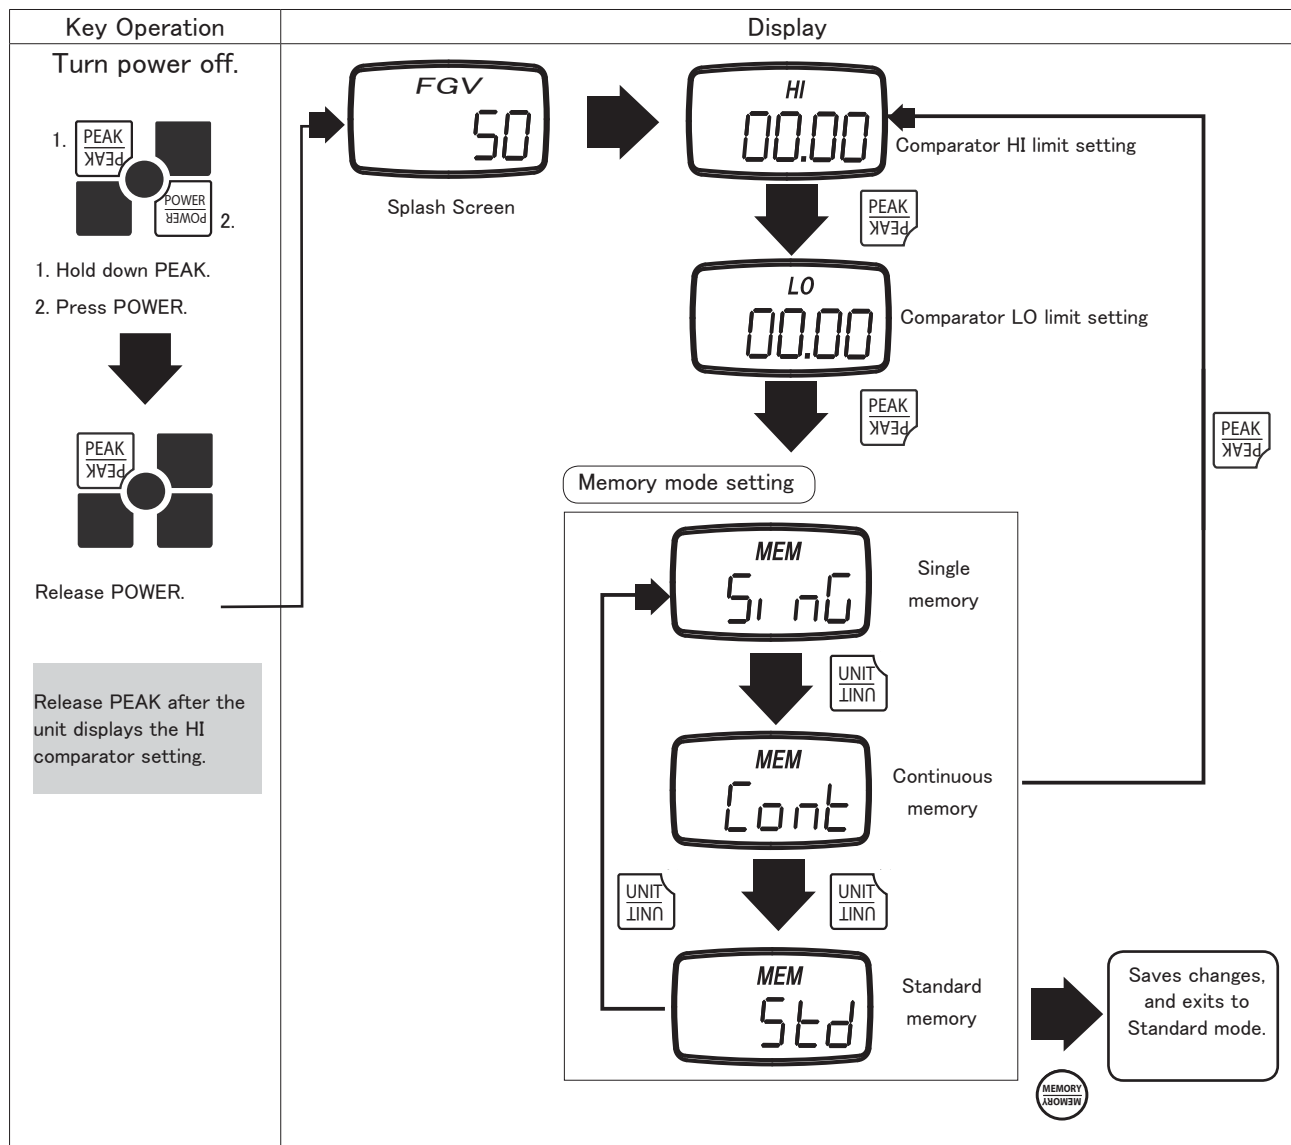 Key Operation
Display
Turn power off.
1.
PEAK
PEAK
POWER
POWER
2.
1. Hold down PEAK.
2. Press POWER.
PEAK
PEAK
Release POWER.
Release PEAK after the
unit displays the HI
comparator setting.
FGV
50
Splash Screen
HI
00.00
Comparator HI limit setting
PEAK
PEAK
LO
00.00
Comparator LO limit setting
PEAK
PEAK
PEAK
PEAK
Memory mode setting
MEM
SinG
Single
memory
UNIT
UNIT
MEM
Cont
Continuous
memory
UNIT
UNIT
UNIT
UNIT
MEM
Std
Standard
memory
MEMORY
MEMORY
Saves changes,
and exits to
Standard mode.